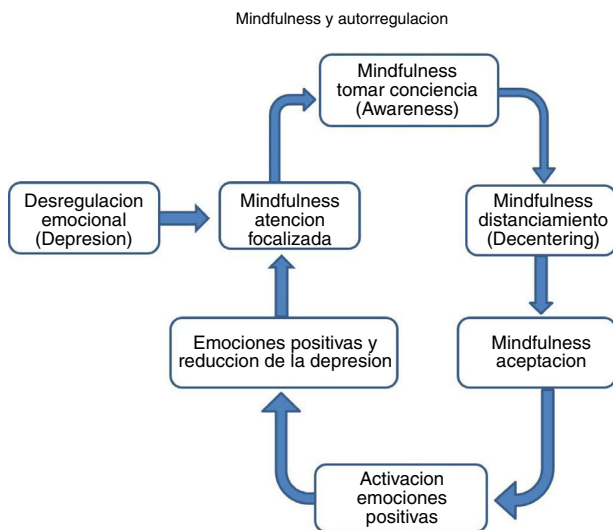 Mindfulness y autorregulacion
Mindfulness
tomar conciencia
(Awareness)
Desregulacion
emocional
(Depresion)
Mindfulness
atencion
focalizada
Mindfulness
distanciamiento
(Decentering)
Emociones positivas y
reduccion de la depresion
Mindfulness
aceptacion
Activacion
emociones
positivas